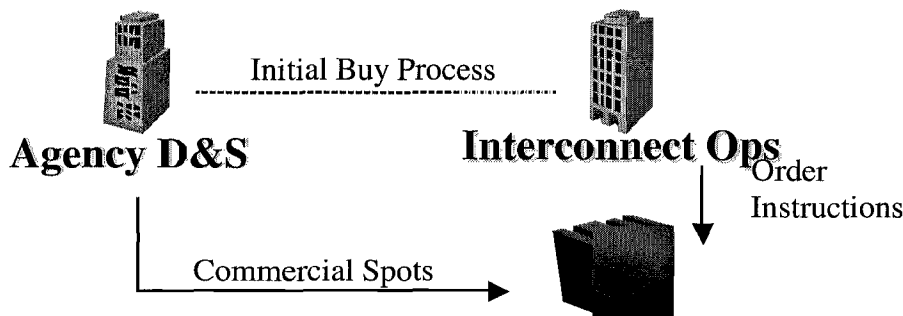 Initial Buy Process
Agency D&S
Interconnect Ops
Order
Instructions
Commercial Spots